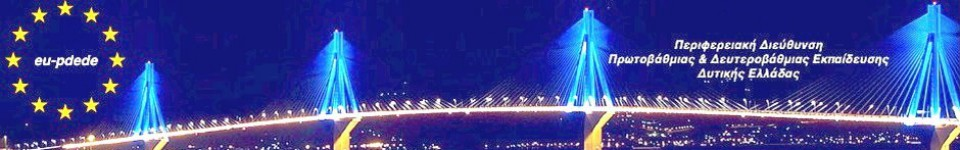 eu-pdede
Περιφερειακή Διεύθυνση
Πρωτοβάθμιας & Δευτεροβάθμιας Εκπαίδευσης
Δυτικής Ελλάδας